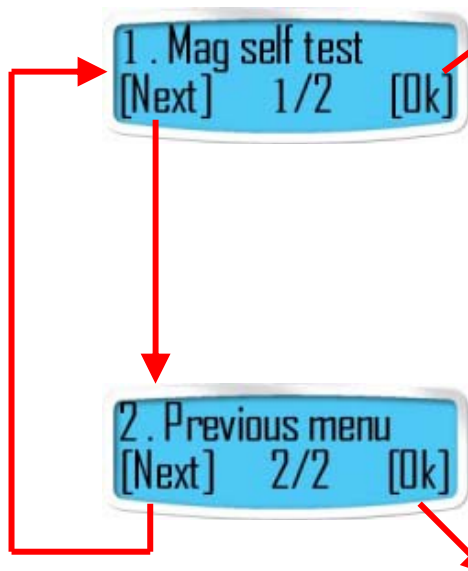 1 . Mag self test
[Next] 1/2 [Ok]
2 . Previous menu
[Next] 2/2 [Ok]